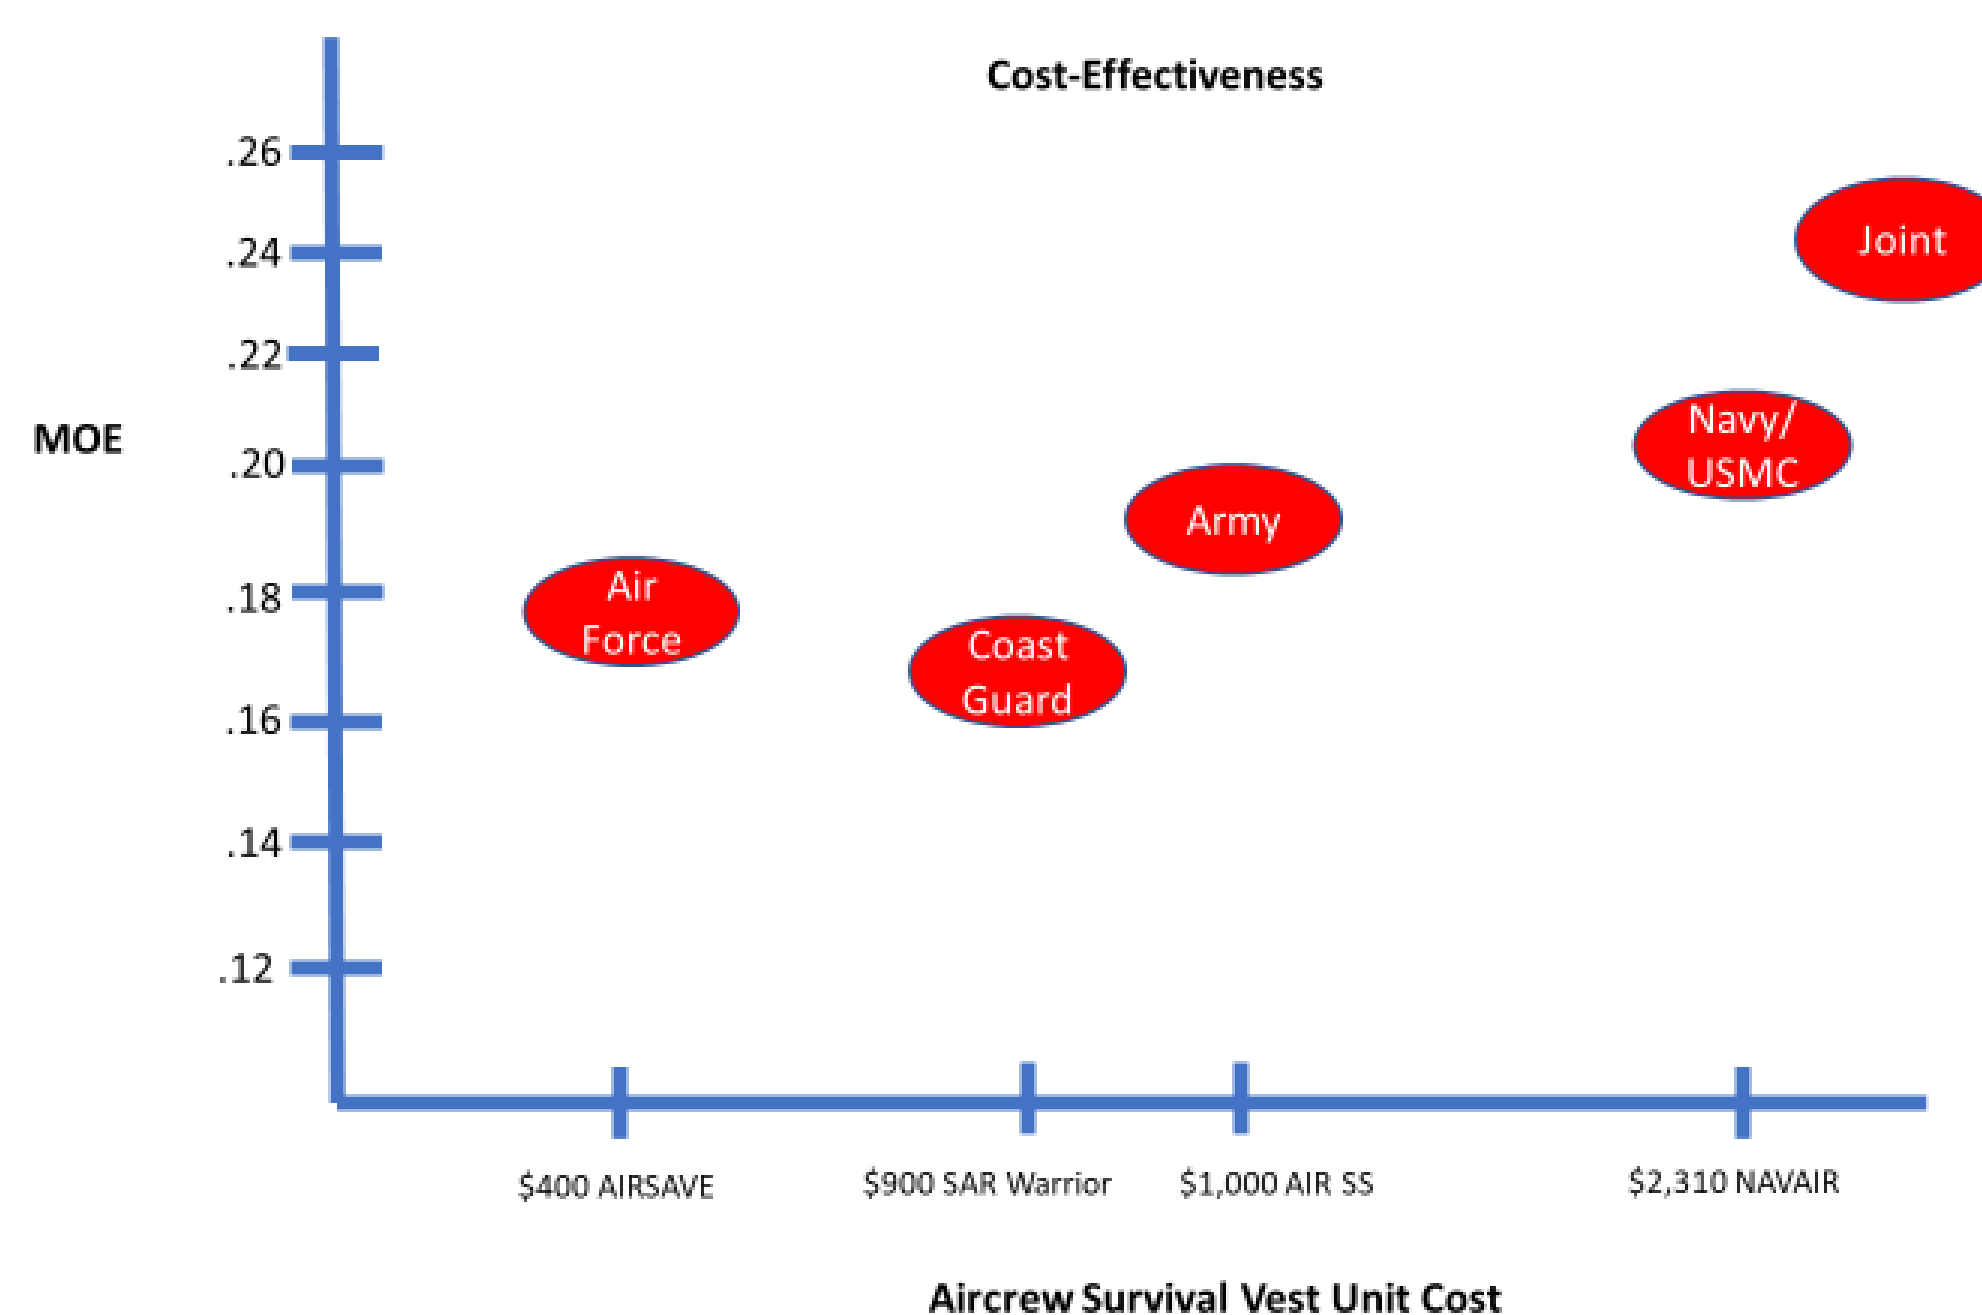 Cost-Effectiveness
.26
.24
.22
.20
.18
.16
.14
.12
MOE
Joint
Navy/
USMC
Army
Air
Force
Coast
Guard
$400 AIRSAVE
$900 SAR Warrior
$1,000 AIR SS
$2,310 NAVAIR
Aircrew Survival Vest Unit Cost